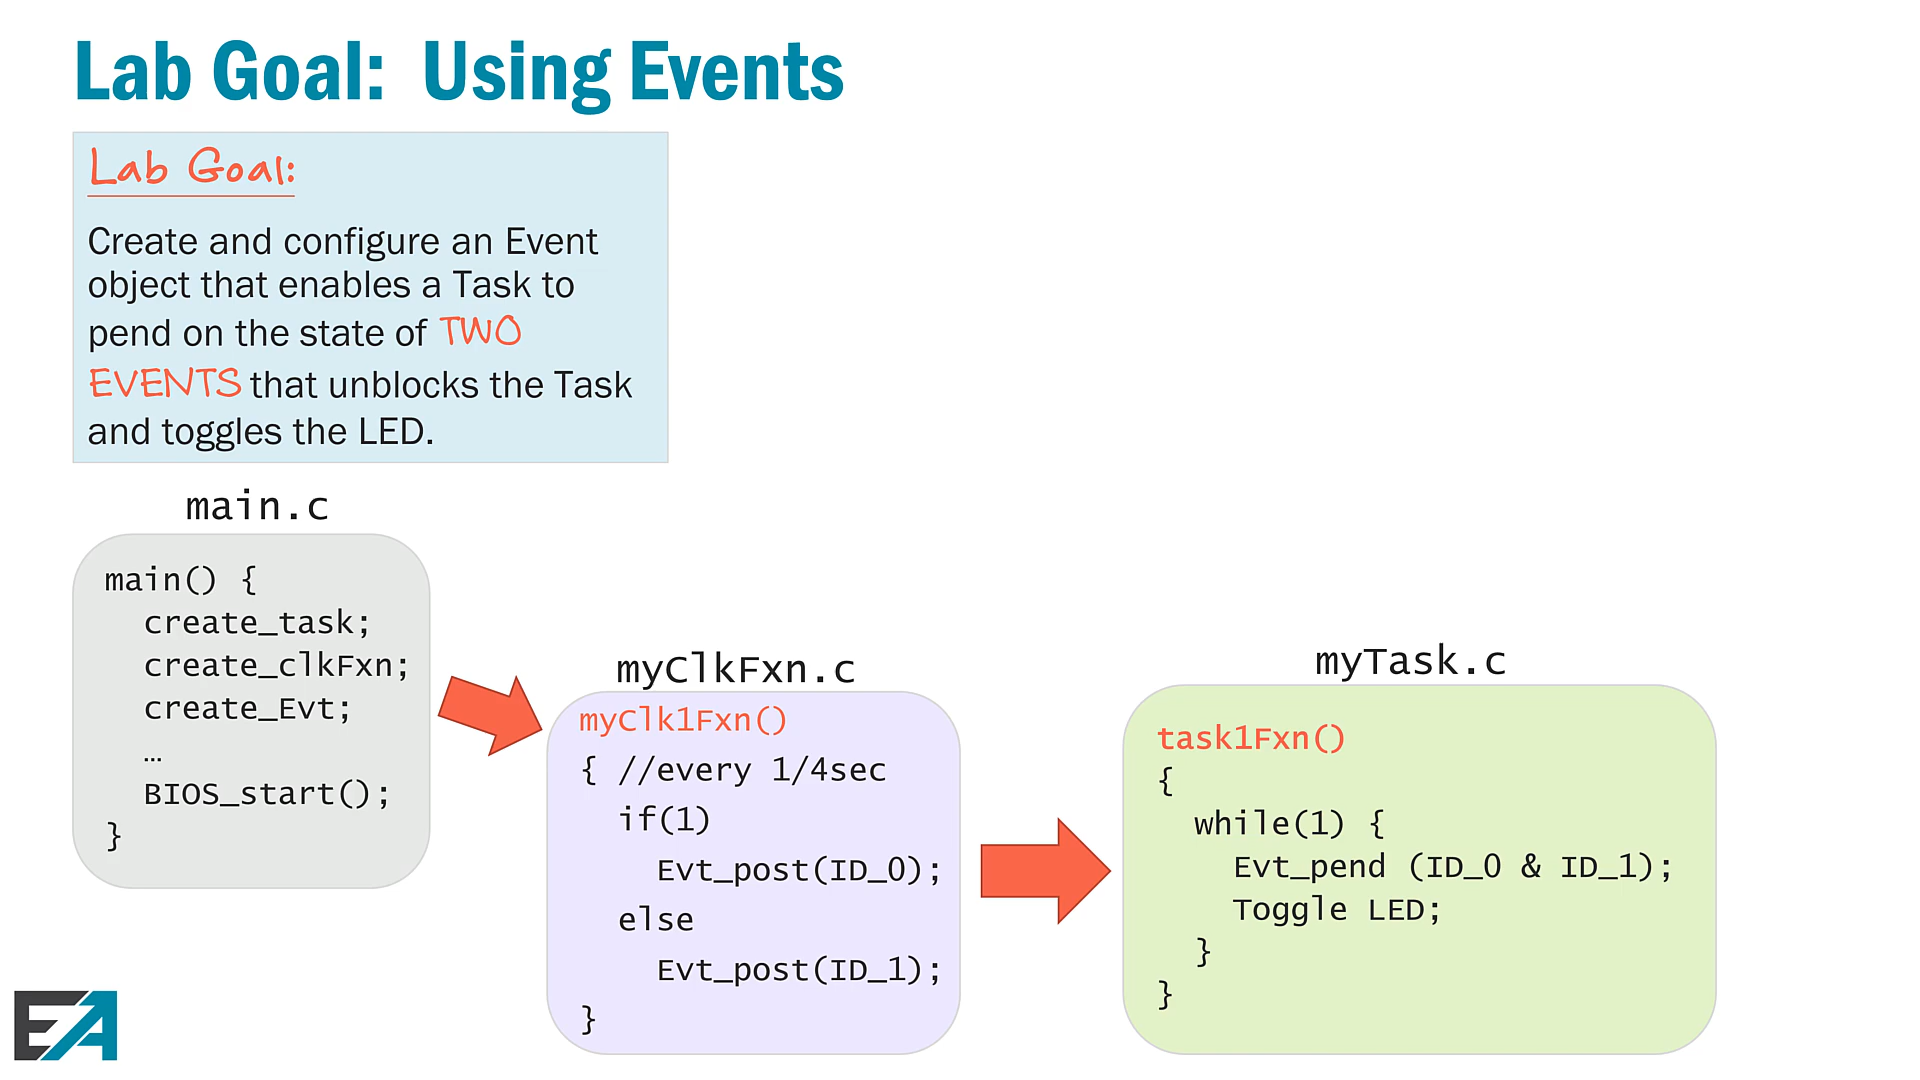 Lab Goal: Using Events
Lab Goal:
Create and configure an Event
object that enables a Task to
pend on the state of TWO
EVENTS that unblocks the Task
and toggles the LED.
main.c
main() {
create_task;
create_clkFxn;
create_Evt;
…
BIOS_start();
}
myClkFxn.c
myClk1Fxn()
{ //every 1/4sec
if(1)
Evt_post(ID_0);
else
Evt_post(ID_1);
}
myTask.c
task1Fxn()
{
while(1) {
Evt_pend (ID_0 & ID_1);
Toggle LED;
}
}
EA